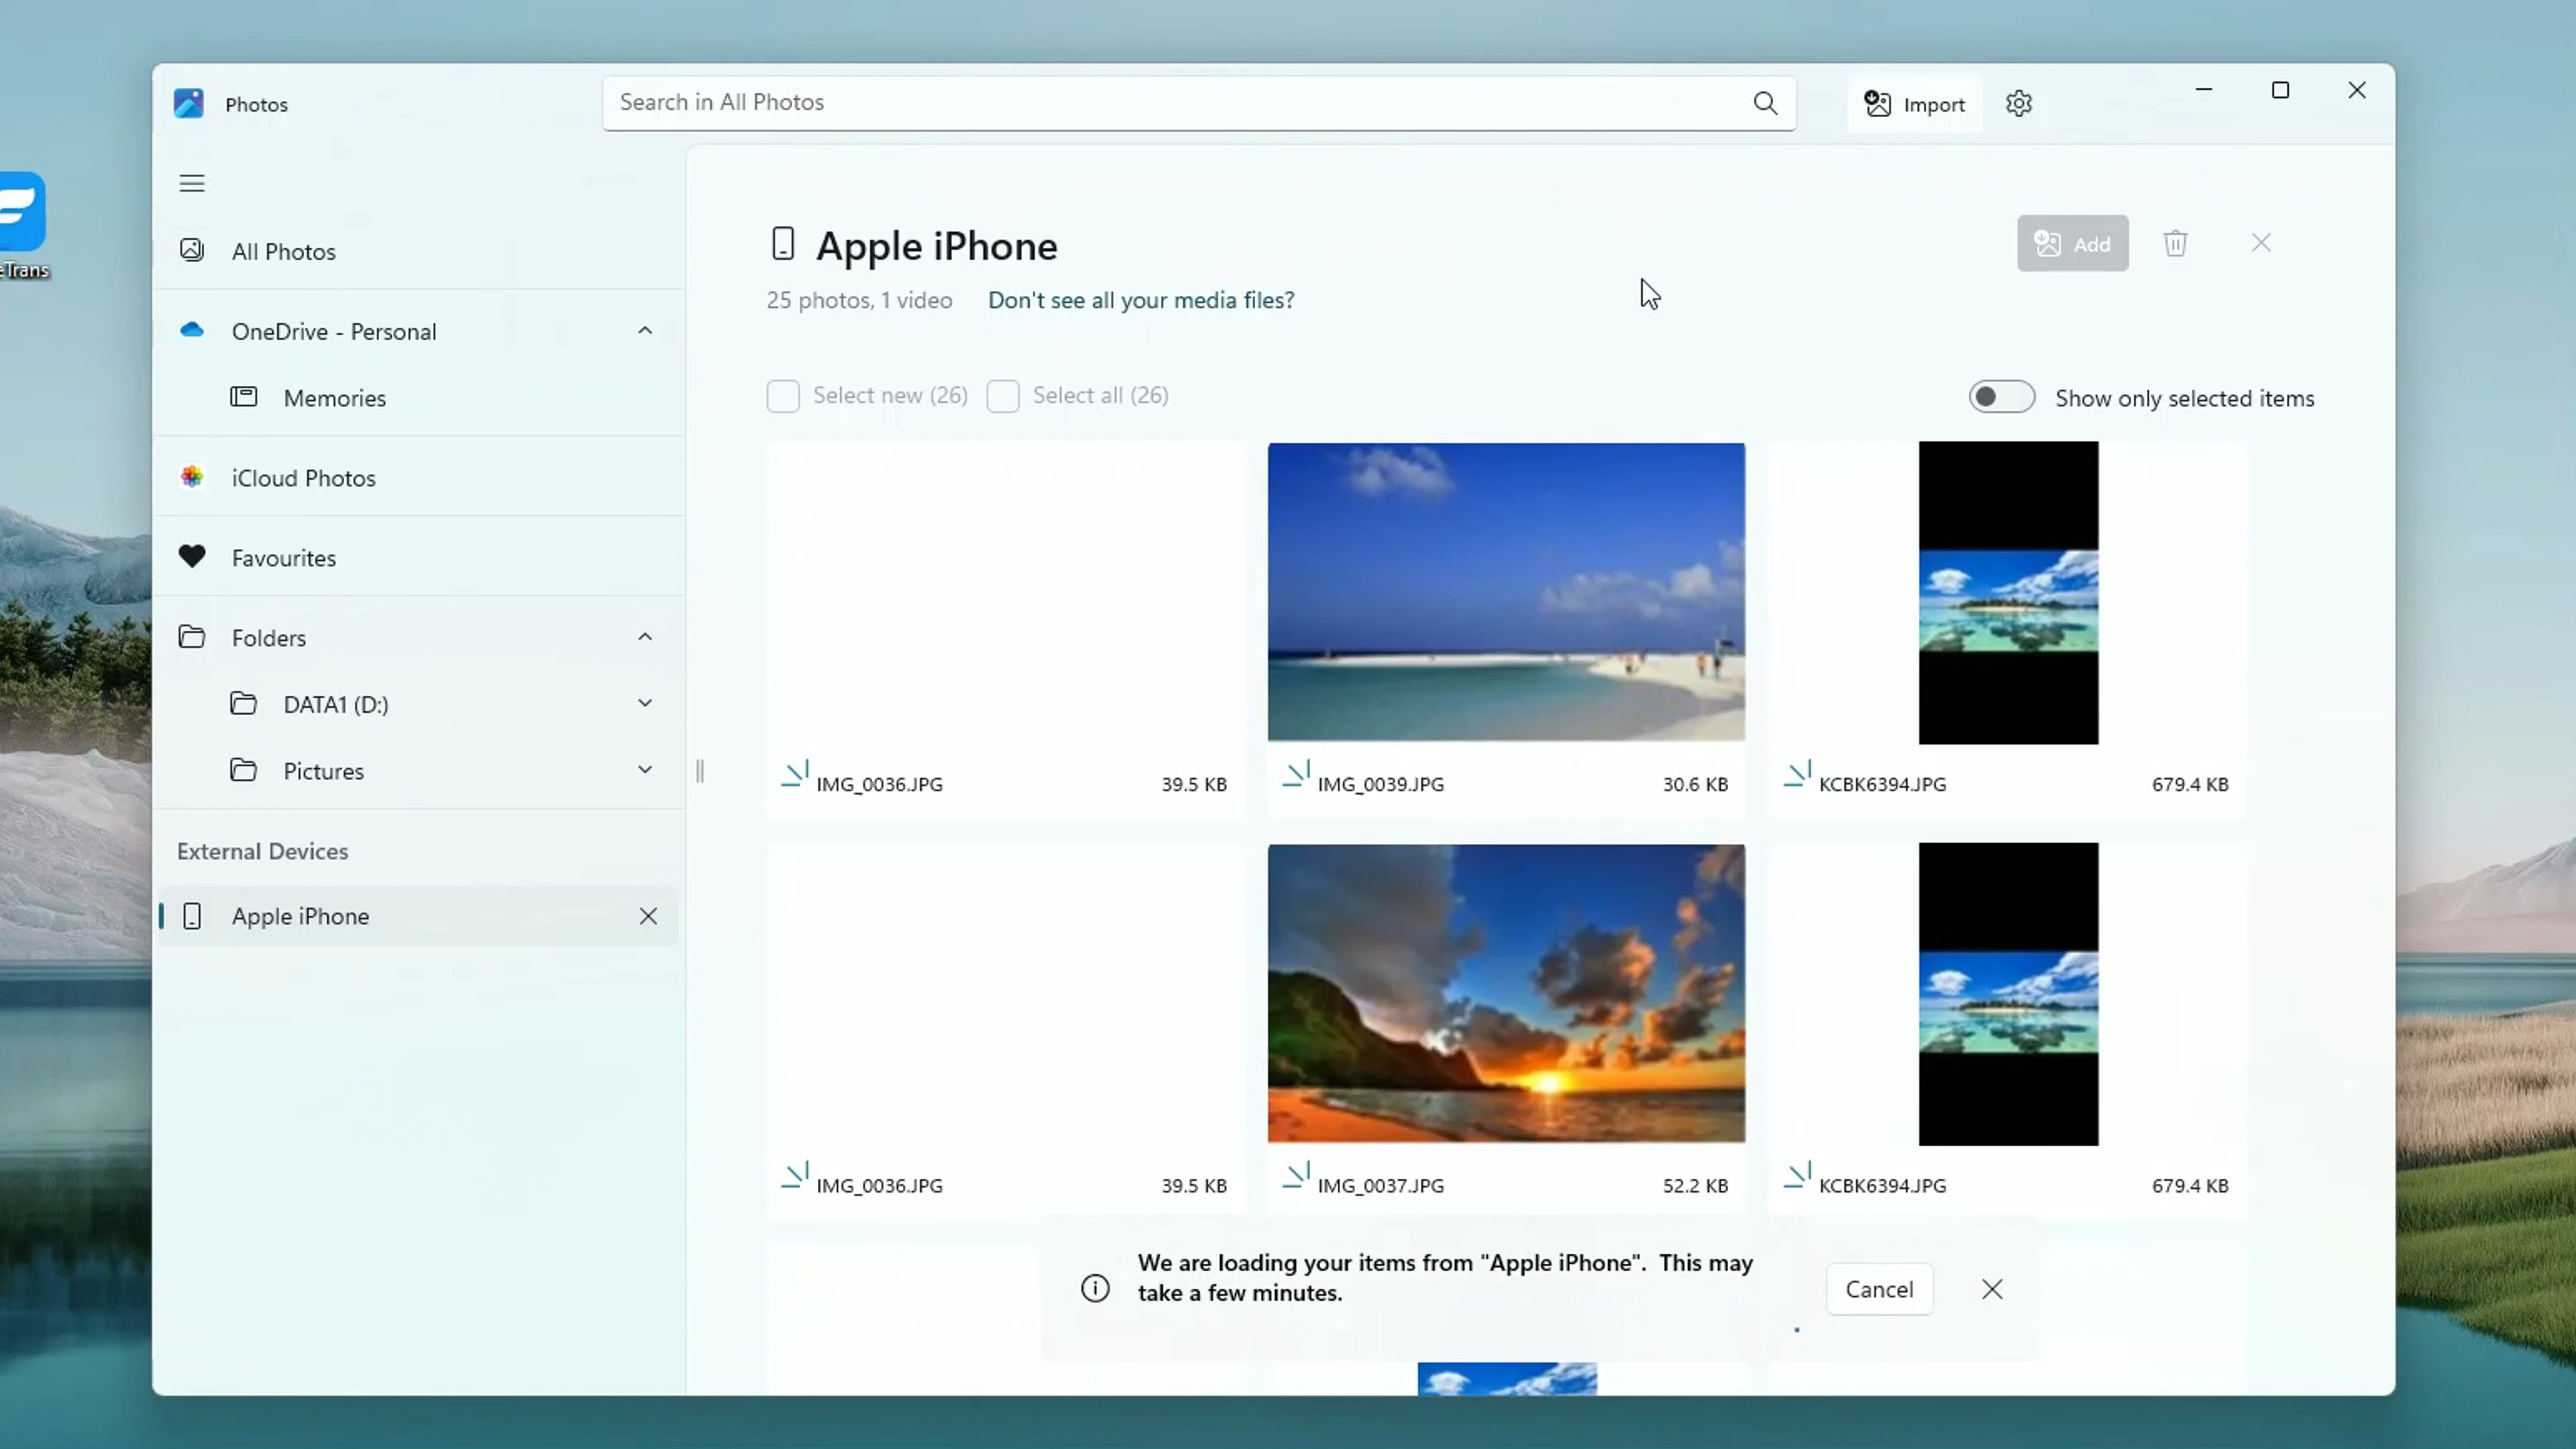 Photos
Search in All Photos
Import
All Photos
OneDrive - Personal
Memories
iCloud Photos
Favourites
Folders
DATA1 (D:)
Pictures
External Devices
Apple iPhone
eTrans
Apple iPhone
Add
25 photos, 1 video Don't see all your media files?
Select new (26) Select all (26)
Show only selected items
IMG_0036.JPG 39.5 KB
IMG_0039.JPG 30.6 KB
KCBK6394.JPG 679.4 KB
IMG_0036.JPG 39.5 KB
IMG_0037.JPG 52.2 KB
KCBK6394.JPG 679.4 KB
We are loading your items from "Apple iPhone". This may
take a few minutes.
Cancel